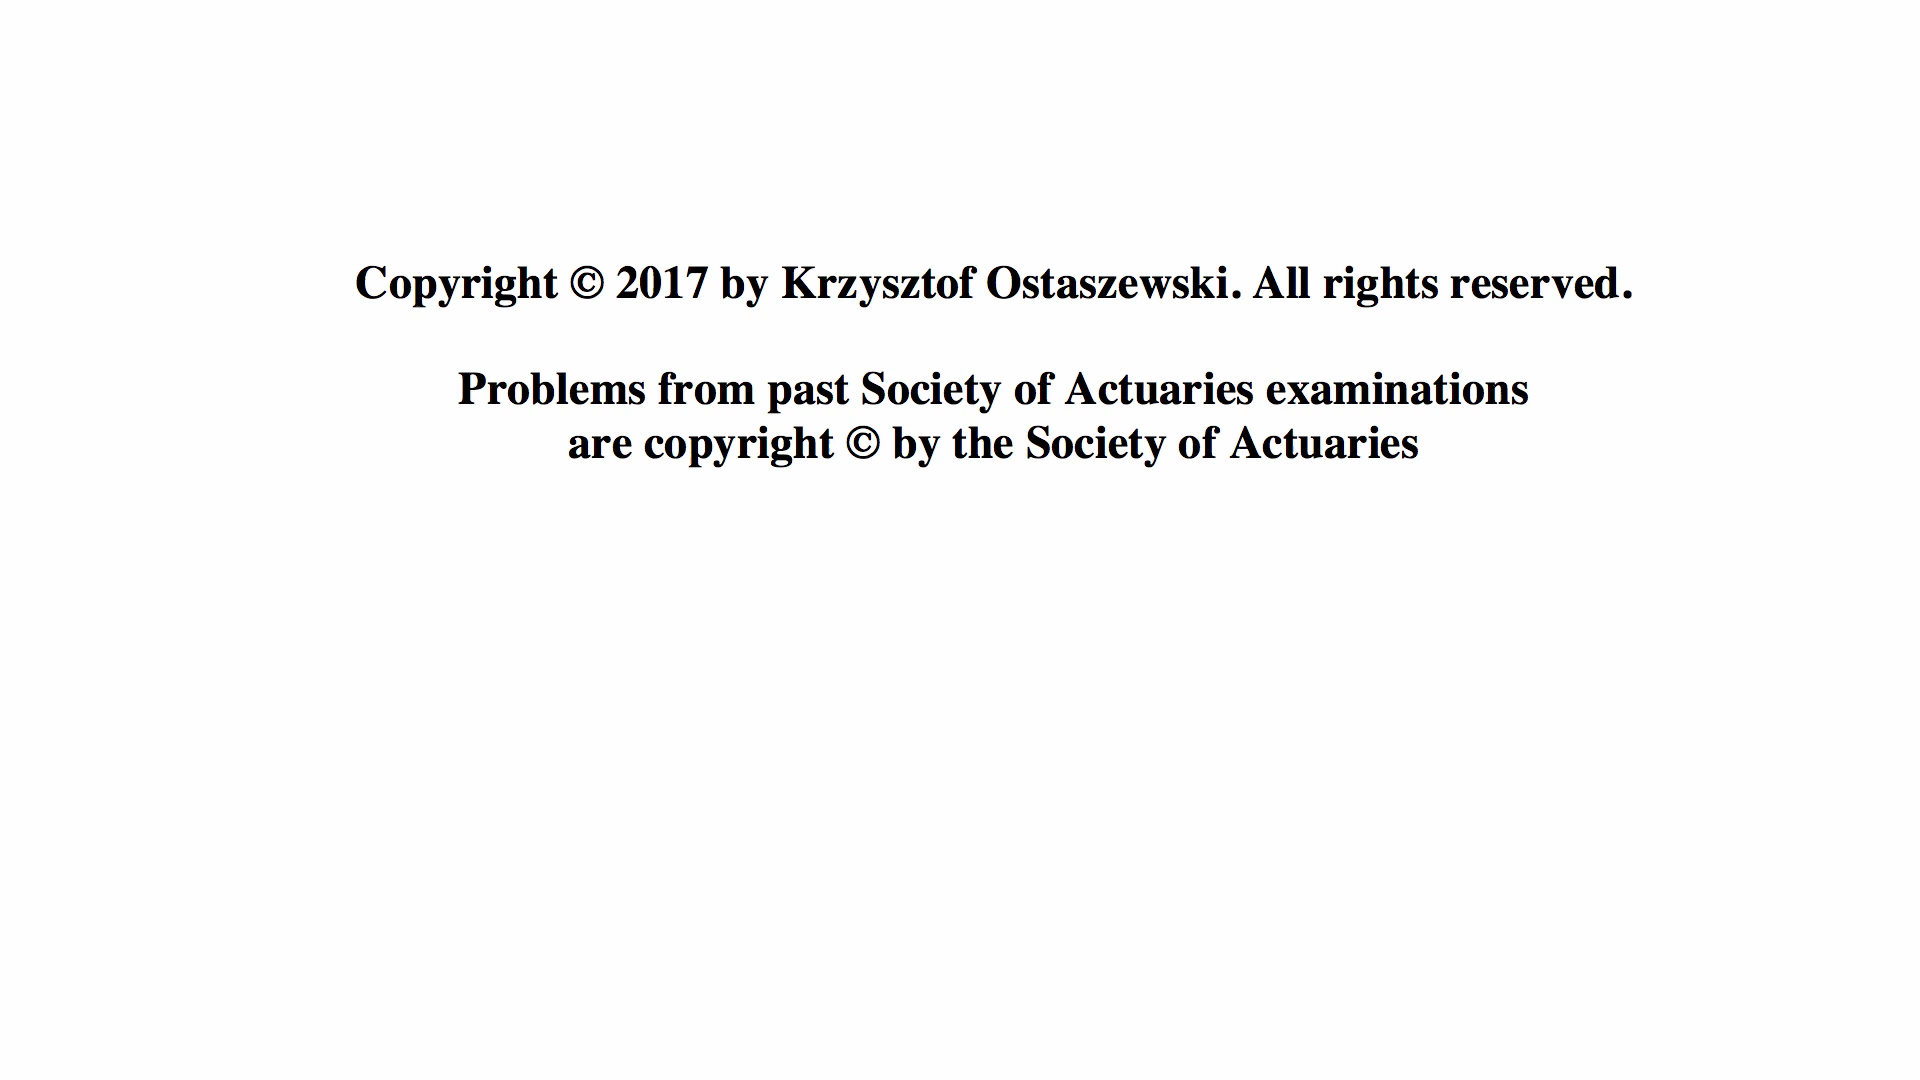 Copyright © 2017 by Krzysztof Ostaszewski. All rights reserved.
Problems from past Society of Actuaries examinations
are copyright © by the Society of Actuaries